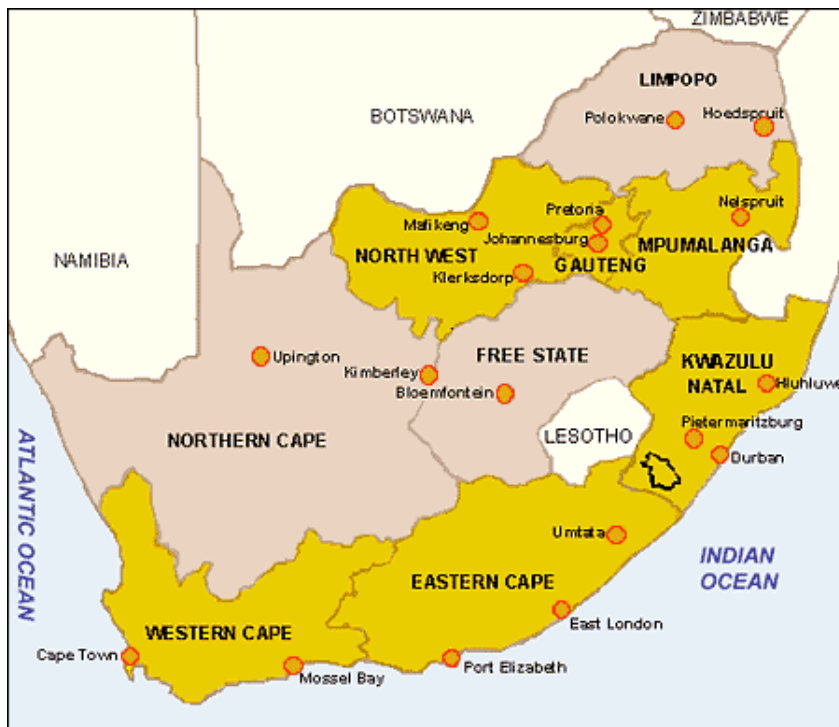 ZIMBABWE
LIMPOPO
BOTSWANA
Polokwane
Hoedspruit
Mafikeng
Pretoria
Nelspruit
Johannesburg
NORTH WEST
MPUMALANGA
NAMIBIA
GAUTENG
Klerksdorp
Upington
FREE STATE
KWAZULU
NATAL
Kimberley
Hluhluwe
Bloemfontein
Pietermaritzburg
NORTHERN CAPE
LESOTHO
Durban
ATLANTIC OCEAN
Umtata
INDIAN
OCEAN
EASTERN CAPE
East London
WESTERN CAPE
Cape Town
Port Elizabeth
Mossel Bay